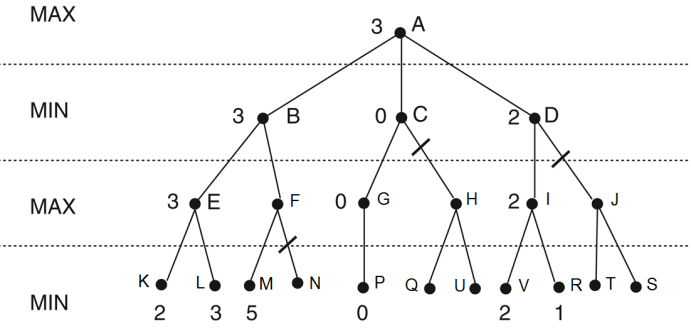 MAX 3 A
MIN 3 B 0 C 2 D
MAX 3 E F 0 G H 2 I J
K L M N P Q U V R T S
MIN 2 3 5 0 2 1